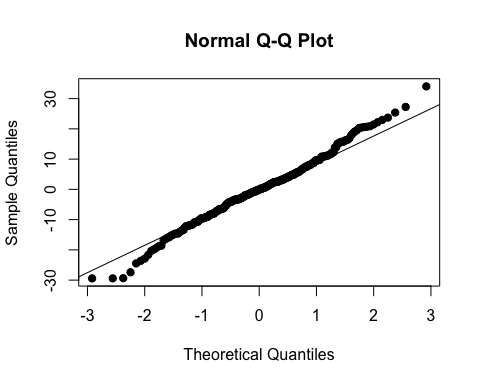 Normal Q-Q Plot
Sample Quantiles
30
10
0
-10
-30
-3 -2 -1 0 1 2 3
Theoretical Quantiles